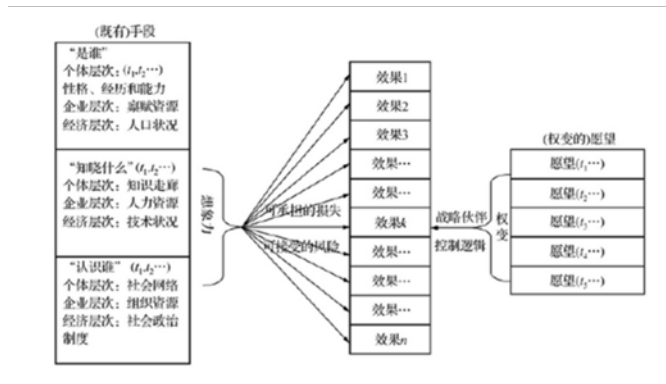 (既有)手段
“是谁”
个体层次：(t₁,t₂…)
性格、经历和能力
企业层次：禀赋资源
经济层次：人口状况
“知晓什么”(t₁,t₂…)
个体层次：知识走廊
企业层次：人力资源
经济层次：技术状况
“认识谁” (t₁,t₂…)
个体层次：社会网络
企业层次：组织资源
经济层次：社会政治
制度
想象力
可承担的损失
可接受的风险
效果1
效果2
效果3
效果…
效果…
效果k
效果…
效果…
效果…
效果n
战略伙伴
控制逻辑
权变
(权变的)愿望
愿望(t₁…)
愿望(t₂…)
愿望(t₃…)
愿望(t₄…)
愿望(t₅…)